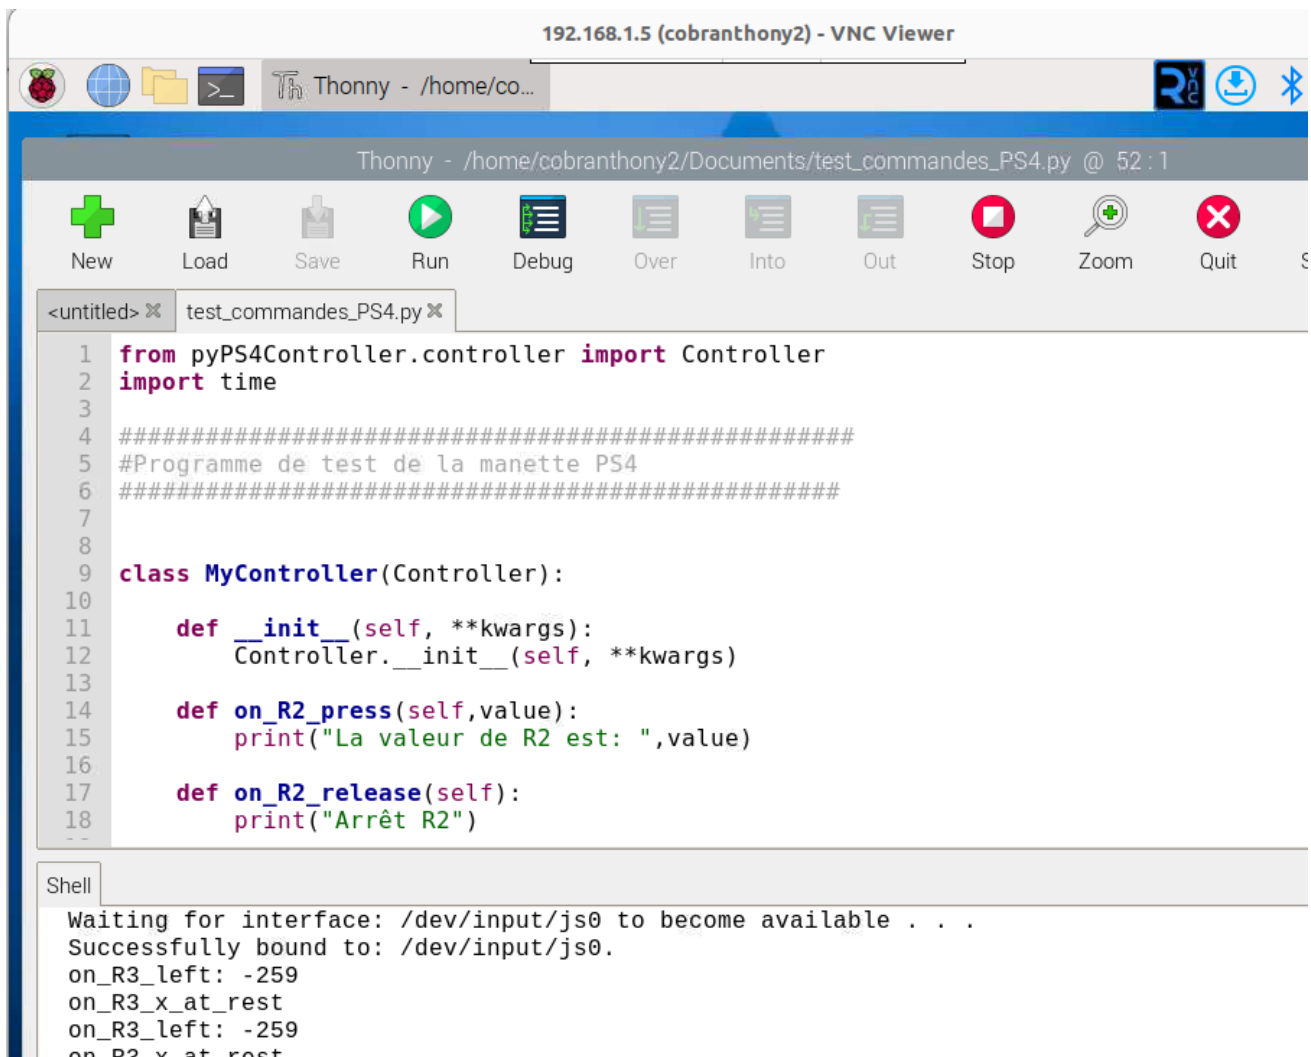 192.168.1.5 (cobranthony2) - VNC Viewer
>_ Thonny - /home/co...
Thonny - /home/cobranthony2/Documents/test_commandes_PS4.py @ 52 : 1
New Load Save Run Debug Over Into Out Stop Zoom Quit
<untitled> test_commandes_PS4.py
1 from pyPS4Controller.controller import Controller
2 import time
3
4 ###################################################
5 #Programme de test de la manette PS4
6 ##################################################
7
8
9 class MyController(Controller):
10
11 def __init__(self, **kwargs):
12 Controller.__init__(self, **kwargs)
13
14 def on_R2_press(self,value):
15 print("La valeur de R2 est: ",value)
16
17 def on_R2_release(self):
18 print("Arrêt R2")
Shell
Waiting for interface: /dev/input/js0 to become available . . .
Successfully bound to: /dev/input/js0.
on_R3_left: -259
on_R3_x_at_rest
on_R3_left: -259
on_R3_x_at_rest